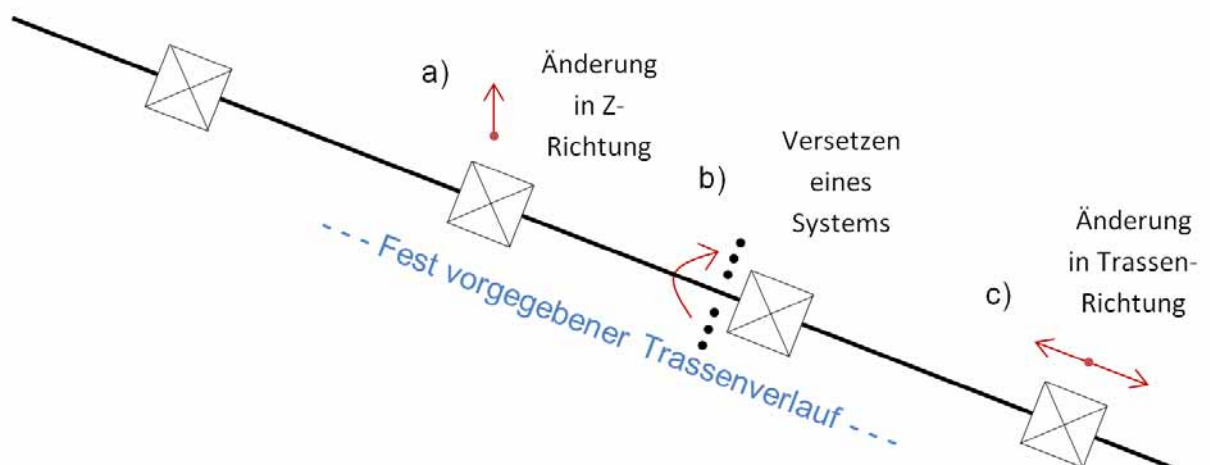 a)
Änderung
in Z-
Richtung
b)
Versetzen
eines
Systems
c)
Änderung
in Trassen-
Richtung
- - - Fest vorgegebener Trassenverlauf - - -